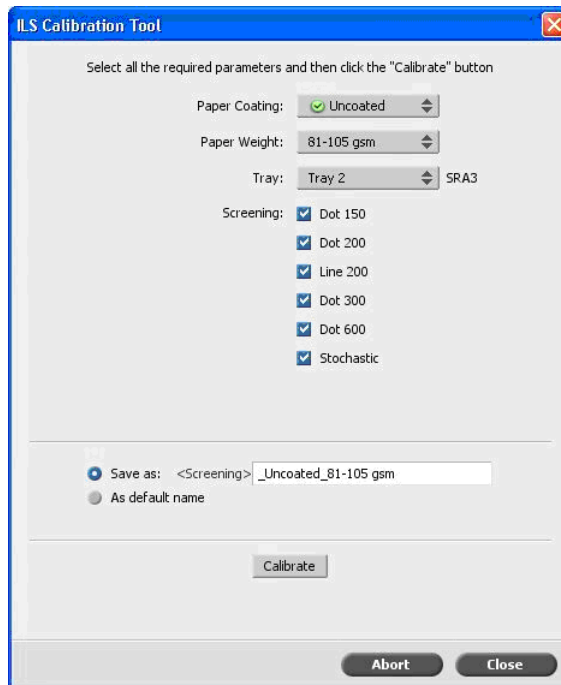 ILS Calibration Tool
Select all the required parameters and then click the "Calibrate" button
Paper Coating: Uncoated
Paper Weight: 81-105 gsm
Tray: Tray 2 SRA3
Screening: Dot 150
Dot 200
Line 200
Dot 300
Dot 600
Stochastic
Save as: <Screening> _Uncoated_81-105 gsm
As default name
Calibrate
Abort Close